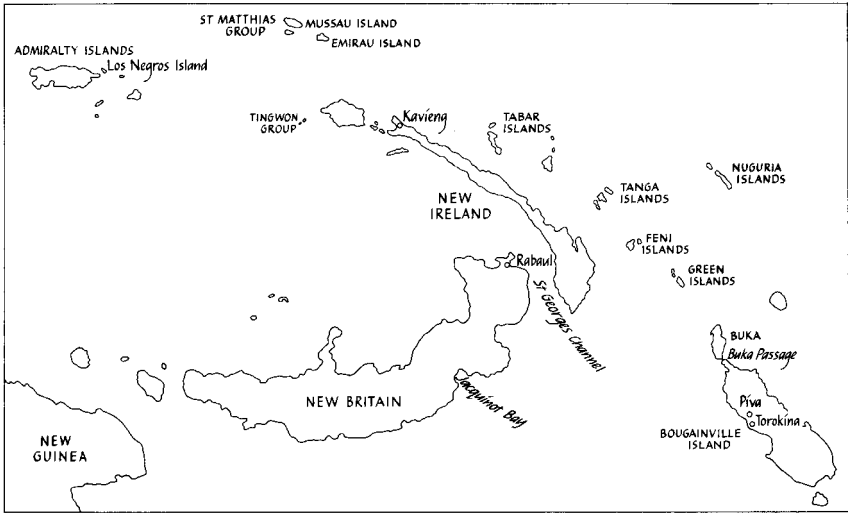 ST MATTHIAS
GROUP
MUSSAU ISLAND
EMIRAU ISLAND
ADMIRALTY ISLANDS
Los Negros Island
TINGWON
GROUP
Kavieng
TABAR
ISLANDS
NUGURIA
ISLANDS
TANGA
ISLANDS
NEW
IRELAND
FENI
ISLANDS
Rabaul
GREEN
ISLANDS
St Georges Channel
BUKA
Buka Passage
Jacquinot Bay
NEW BRITAIN
Piva
Torokina
BOUGAINVILLE
ISLAND
NEW
GUINEA